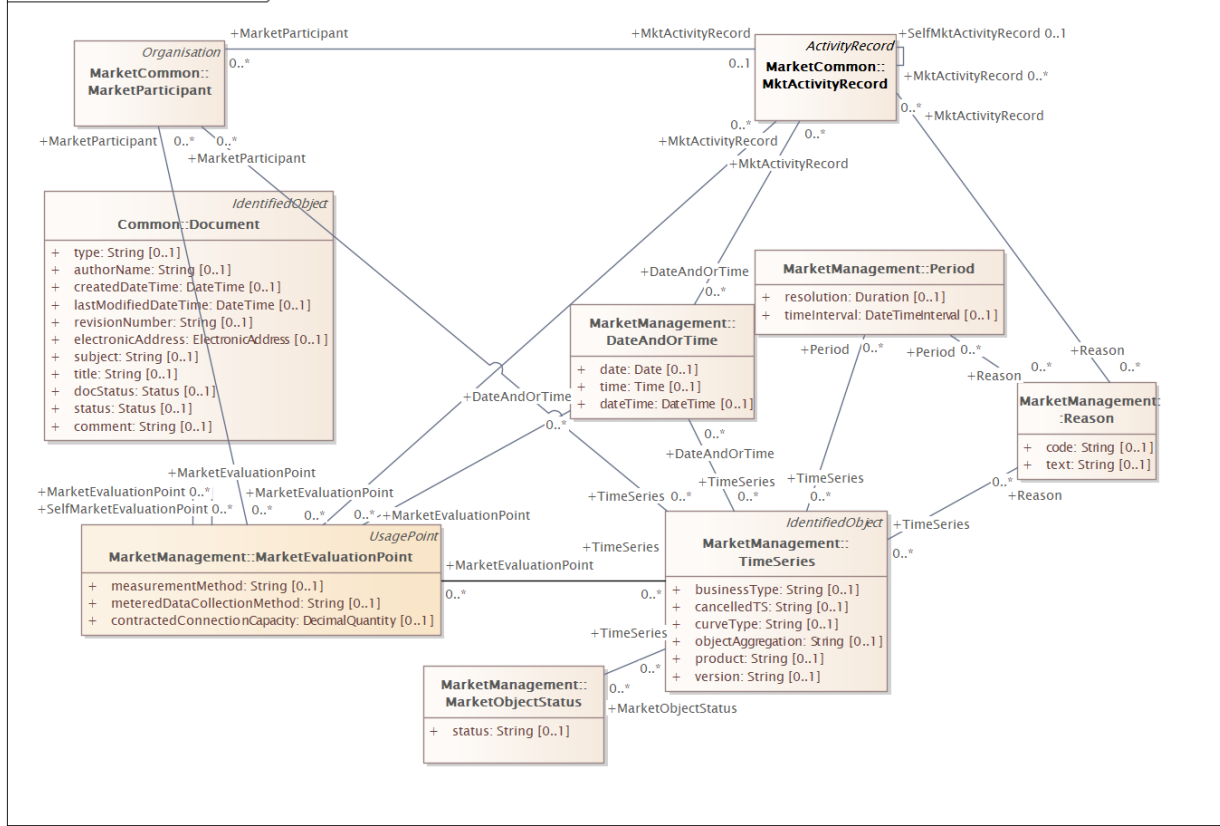 +MarketParticipant
+MktActivityRecord
0..*
0..1
Organisation
MarketCommon::
MarketParticipant
ActivityRecord
MarketCommon::
MktActivityRecord
+SelfMktActivityRecord 0..1
+MktActivityRecord 0..*
0..*
+MktActivityRecord
+MarketParticipant
0..*
0..*
+MarketParticipant
0..*
+MktActivityRecord
0..*
+MktActivityRecord
IdentifiedObject
Common::Document
+ type: String [0..1]
+ authorName: String [0..1]
+ createdDateTime: DateTime [0..1]
+ lastModifiedDateTime: DateTime [0..1]
+ revisionNumber: String [0..1]
+ electronicAddress: ElectronicAddress [0..1]
+ subject: String [0..1]
+ title: String [0..1]
+ docStatus: Status [0..1]
+ status: Status [0..1]
+ comment: String [0..1]
+DateAndOrTime
0..*
MarketManagement::Period
+ resolution: Duration [0..1]
+ timeInterval: DateTimeInterval [0..1]
MarketManagement::
DateAndOrTime
+ date: Date [0..1]
+ time: Time [0..1]
+ dateTime: DateTime [0..1]
+Period
0..*
+Period
0..*
+Reason
0..*
+Reason
0..*
MarketManagement:
:Reason
+ code: String [0..1]
+ text: String [0..1]
+DateAndOrTime
0..*
0..*
+DateAndOrTime
+TimeSeries
0..*
+TimeSeries
0..*
+TimeSeries 0..*
0..*
+Reason
+TimeSeries
0..*
+MarketEvaluationPoint
+MarketEvaluationPoint 0..*
+SelfMarketEvaluationPoint 0..*
0..*
+MarketEvaluationPoint
0..*
0..*
+MarketEvaluationPoint
UsagePoint
MarketManagement::MarketEvaluationPoint
+ measurementMethod: String [0..1]
+ meteredDataCollectionMethod: String [0..1]
+ contractedConnectionCapacity: DecimalQuantity [0..1]
+TimeSeries
+MarketEvaluationPoint
0..*
0..*
IdentifiedObject
MarketManagement::
TimeSeries
+ businessType: String [0..1]
+ cancelledTS: String [0..1]
+ curveType: String [0..1]
+ objectAggregation: String [0..1]
+ product: String [0..1]
+ version: String [0..1]
+TimeSeries
0..*
0..*
+MarketObjectStatus
MarketManagement::
MarketObjectStatus
+ status: String [0..1]